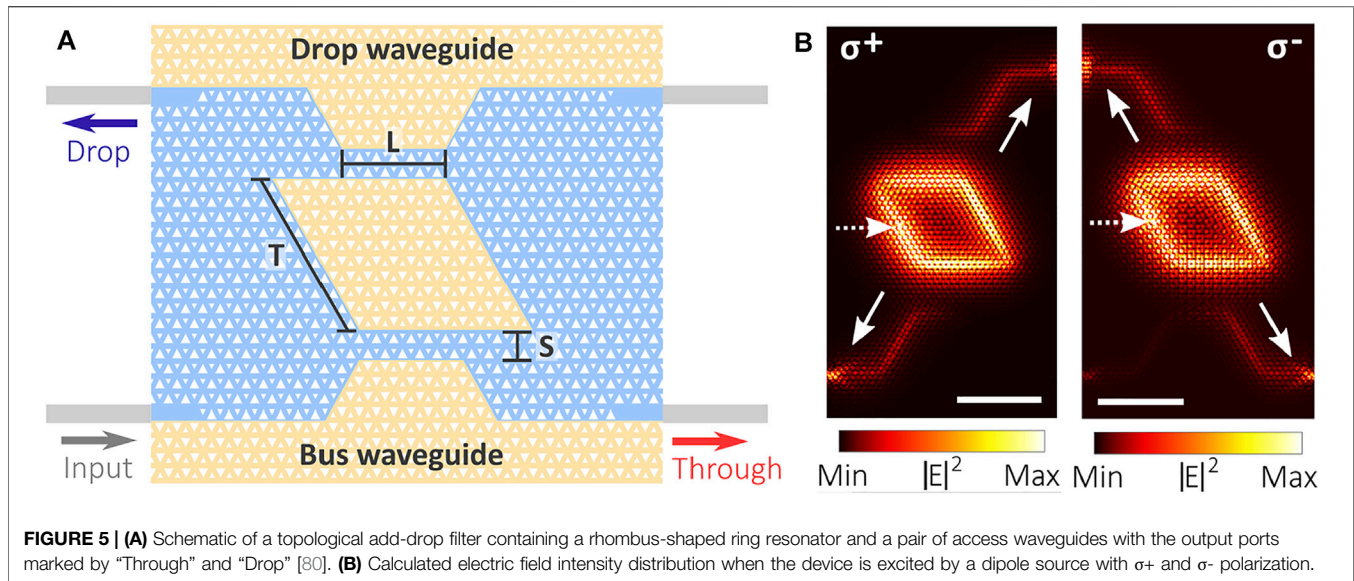 A
Drop waveguide
Drop
L
T
S
Input
Bus waveguide
Through
B
σ+
σ-
Min |E|² Max
Min |E|² Max
FIGURE 5 | (A) Schematic of a topological add-drop filter containing a rhombus-shaped ring resonator and a pair of access waveguides with the output ports
marked by “Through” and “Drop” [80]. (B) Calculated electric field intensity distribution when the device is excited by a dipole source with σ+ and σ- polarization.